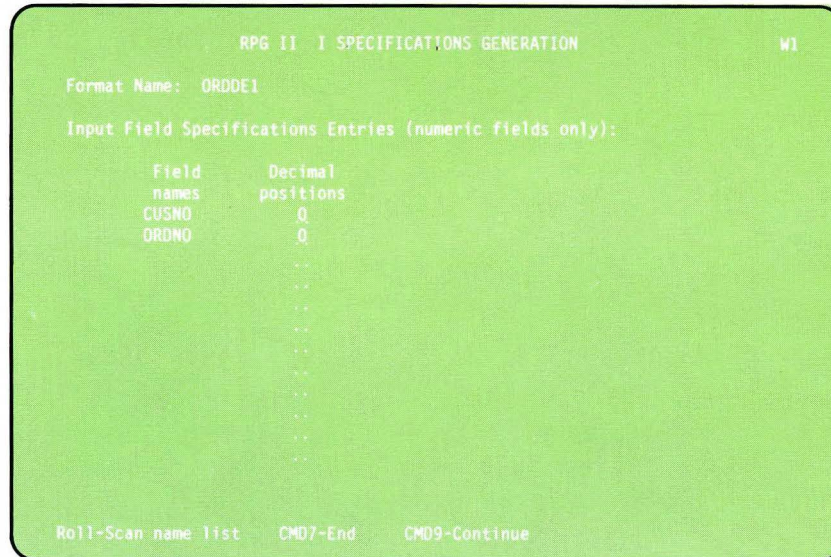 RPG II I SPECIFICATIONS GENERATION W1
Format Name: ORDDE1
Input Field Specifications Entries (numeric fields only):
Field Decimal
names positions
CUSNO 0
ORDNO 0
..
..
..
..
..
..
..
..
..
..
Roll-Scan name list CMD7-End CMD9-Continue